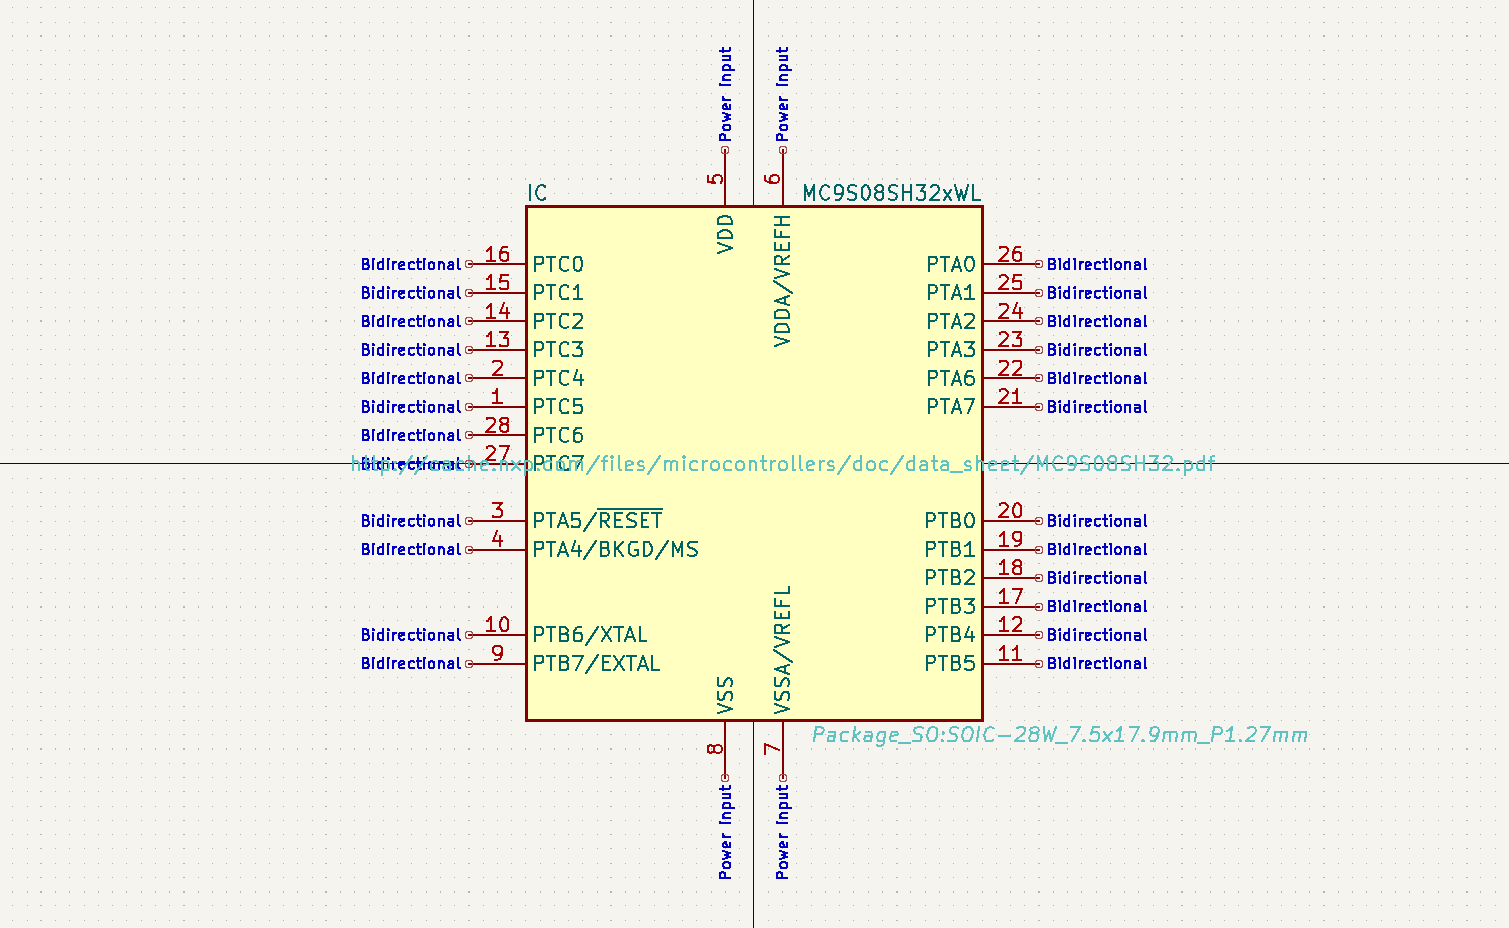 Power Input
Power Input
5
6
IC
MC9S08SH32xWL
VDD
VDDA/VREFH
Bidirectional 16 PTC0
PTA0 26 Bidirectional
Bidirectional 15 PTC1
PTA1 25 Bidirectional
Bidirectional 14 PTC2
PTA2 24 Bidirectional
Bidirectional 13 PTC3
PTA3 23 Bidirectional
Bidirectional 2 PTC4
PTA6 22 Bidirectional
Bidirectional 1 PTC5
PTA7 21 Bidirectional
Bidirectional 28 PTC6
Bidirectional 27 PTC7
http://cache.nxp.com/files/microcontrollers/doc/data_sheet/MC9S08SH32.pdf
Bidirectional 3 PTA5/RESET
PTB0 20 Bidirectional
Bidirectional 4 PTA4/BKGD/MS
PTB1 19 Bidirectional
PTB2 18 Bidirectional
PTB3 17 Bidirectional
Bidirectional 10 PTB6/XTAL
PTB4 12 Bidirectional
Bidirectional 9 PTB7/EXTAL
PTB5 11 Bidirectional
VSS
VSSA/VREFL
Package_SO:SOIC-28W_7.5x17.9mm_P1.27mm
8
7
Power Input
Power Input